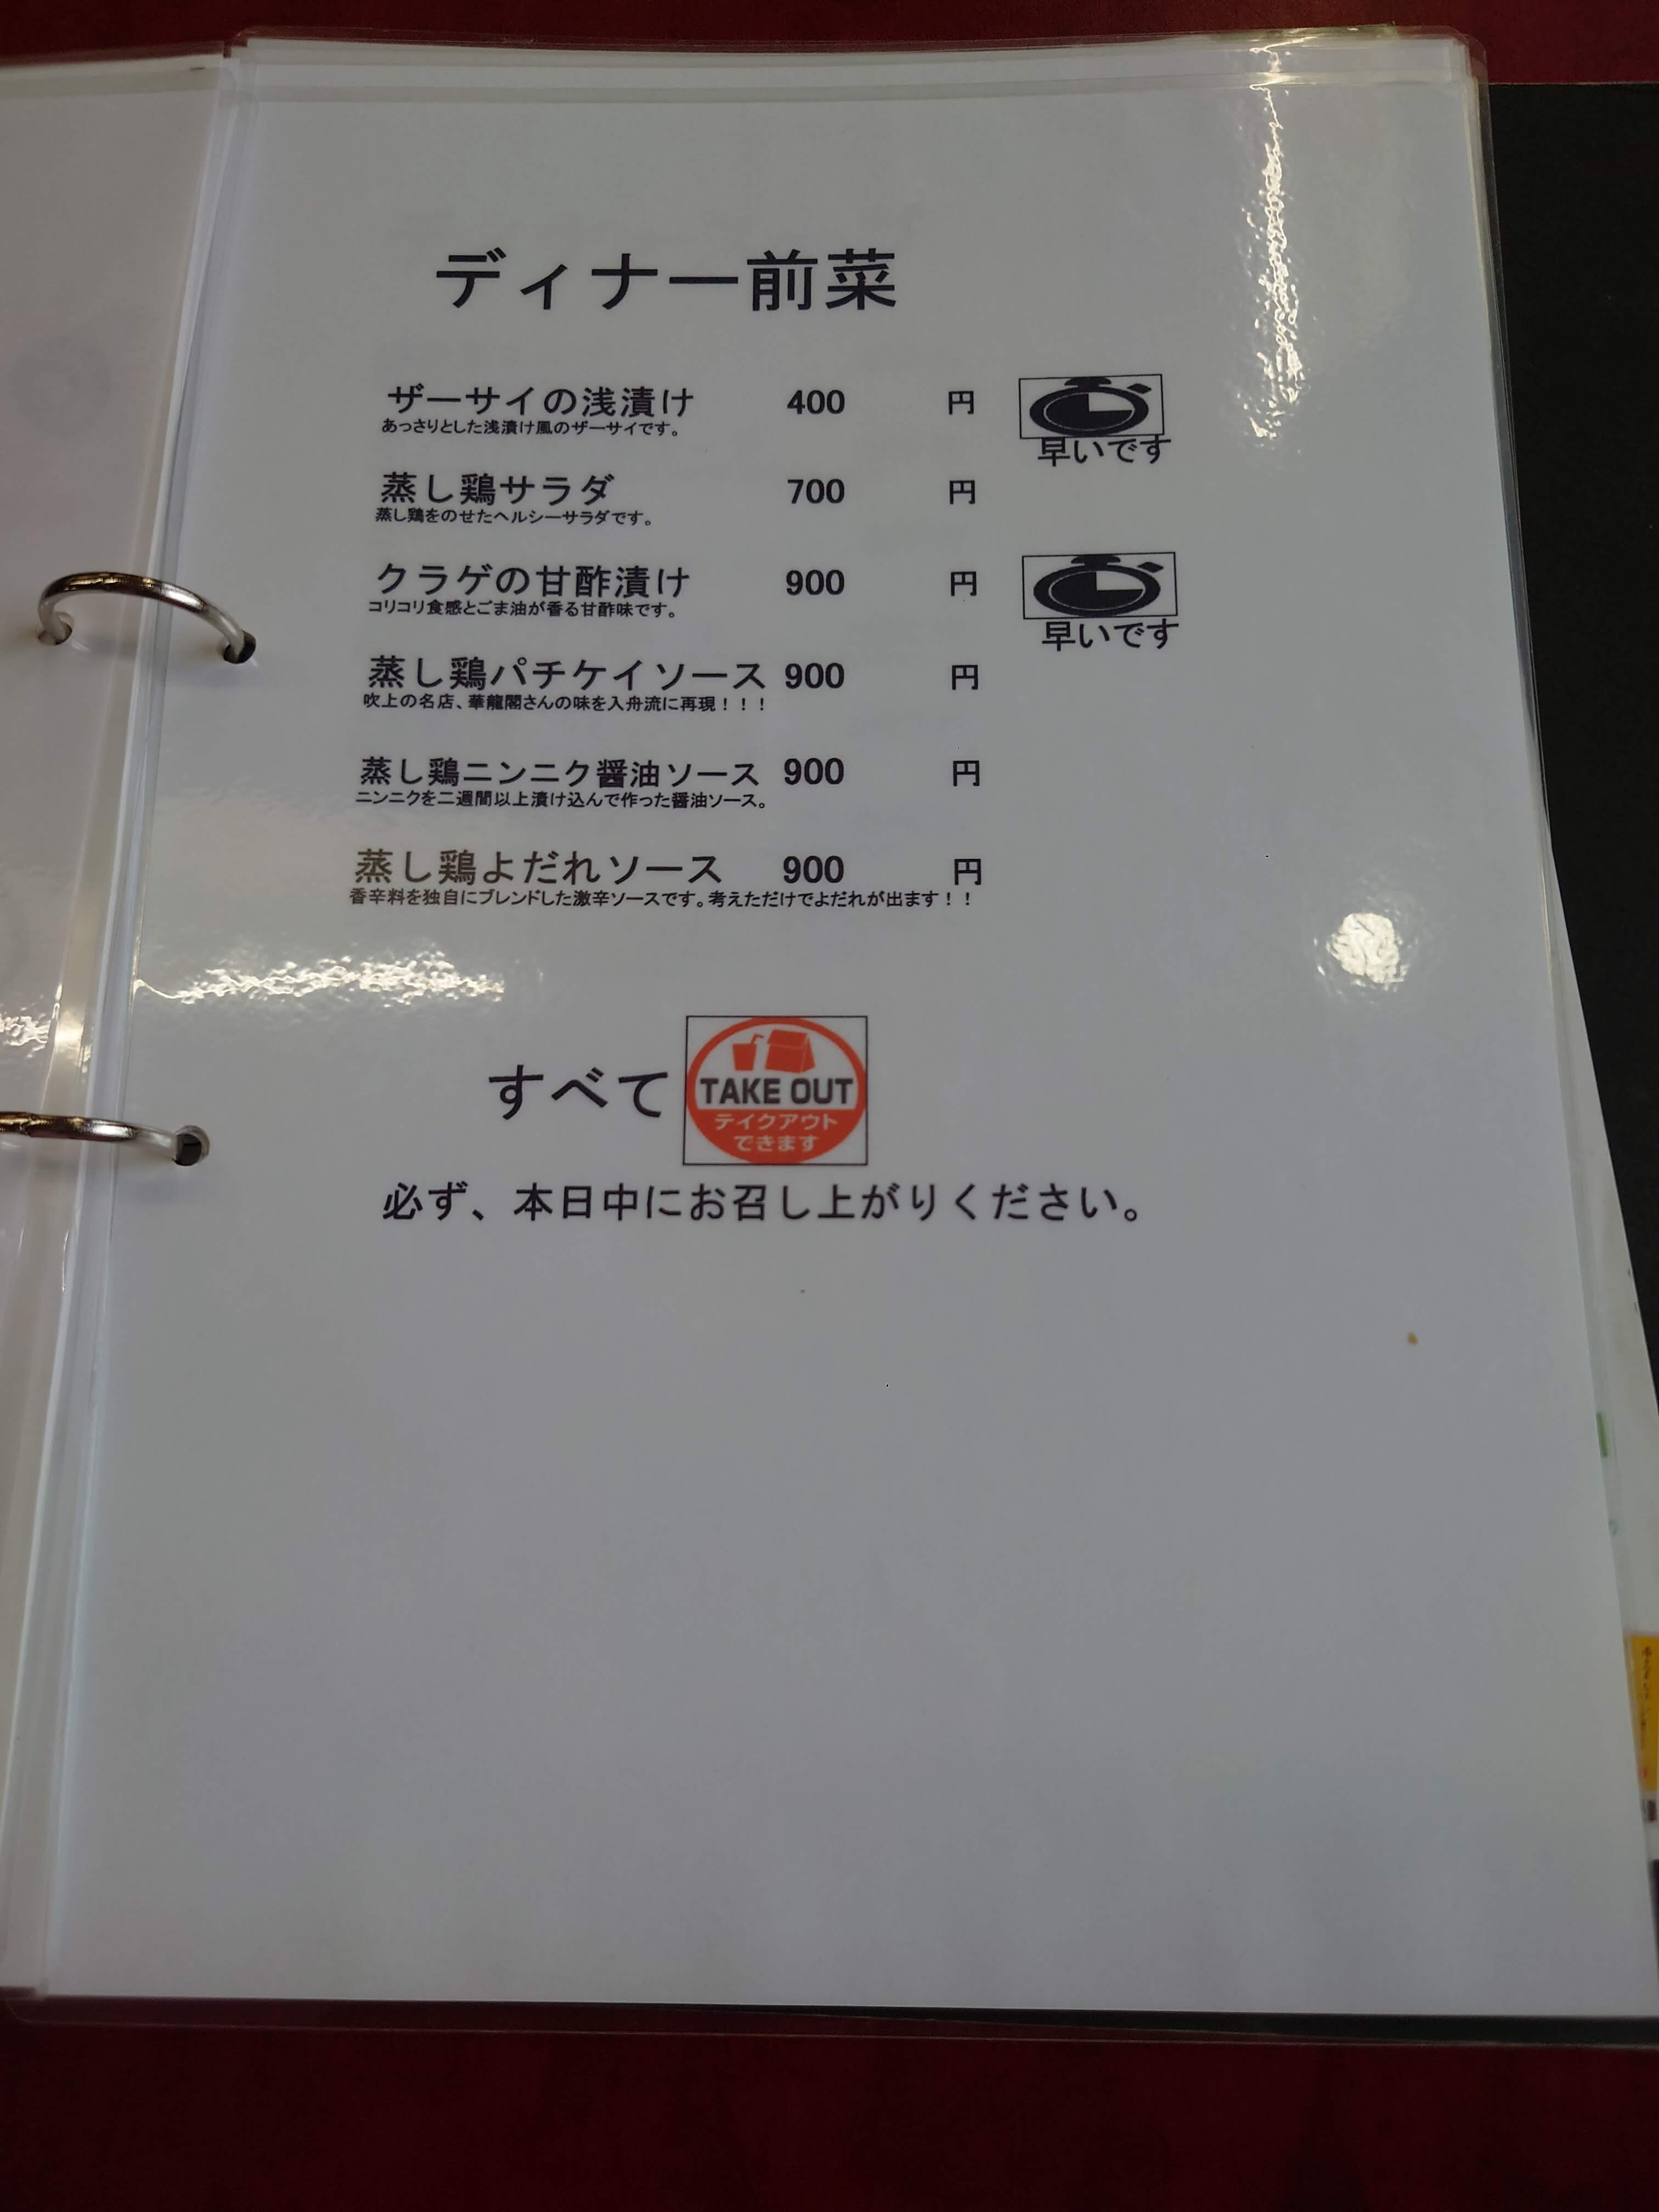 ディナー前菜
ザーサイの浅漬け 400 円
あっさりとした浅漬け風のザーサイです。
早いです
蒸し鶏サラダ 700 円
蒸し鶏をのせたヘルシーサラダです。
クラゲの甘酢漬け 900 円
コリコリ食感とごま油が香る甘酢味です。
早いです
蒸し鶏パチケイソース 900 円
吹上の名店、華龍閣さんの味を入舟流に再現！！！
蒸し鶏ニンニク醤油ソース 900 円
ニンニクを二週間以上漬け込んで作った醤油ソース。
蒸し鶏よだれソース 900 円
香辛料を独自にブレンドした激辛ソースです。考えただけでよだれが出ます！！
すべて
TAKE OUT
テイクアウト
できます
必ず、本日中にお召し上がりください。